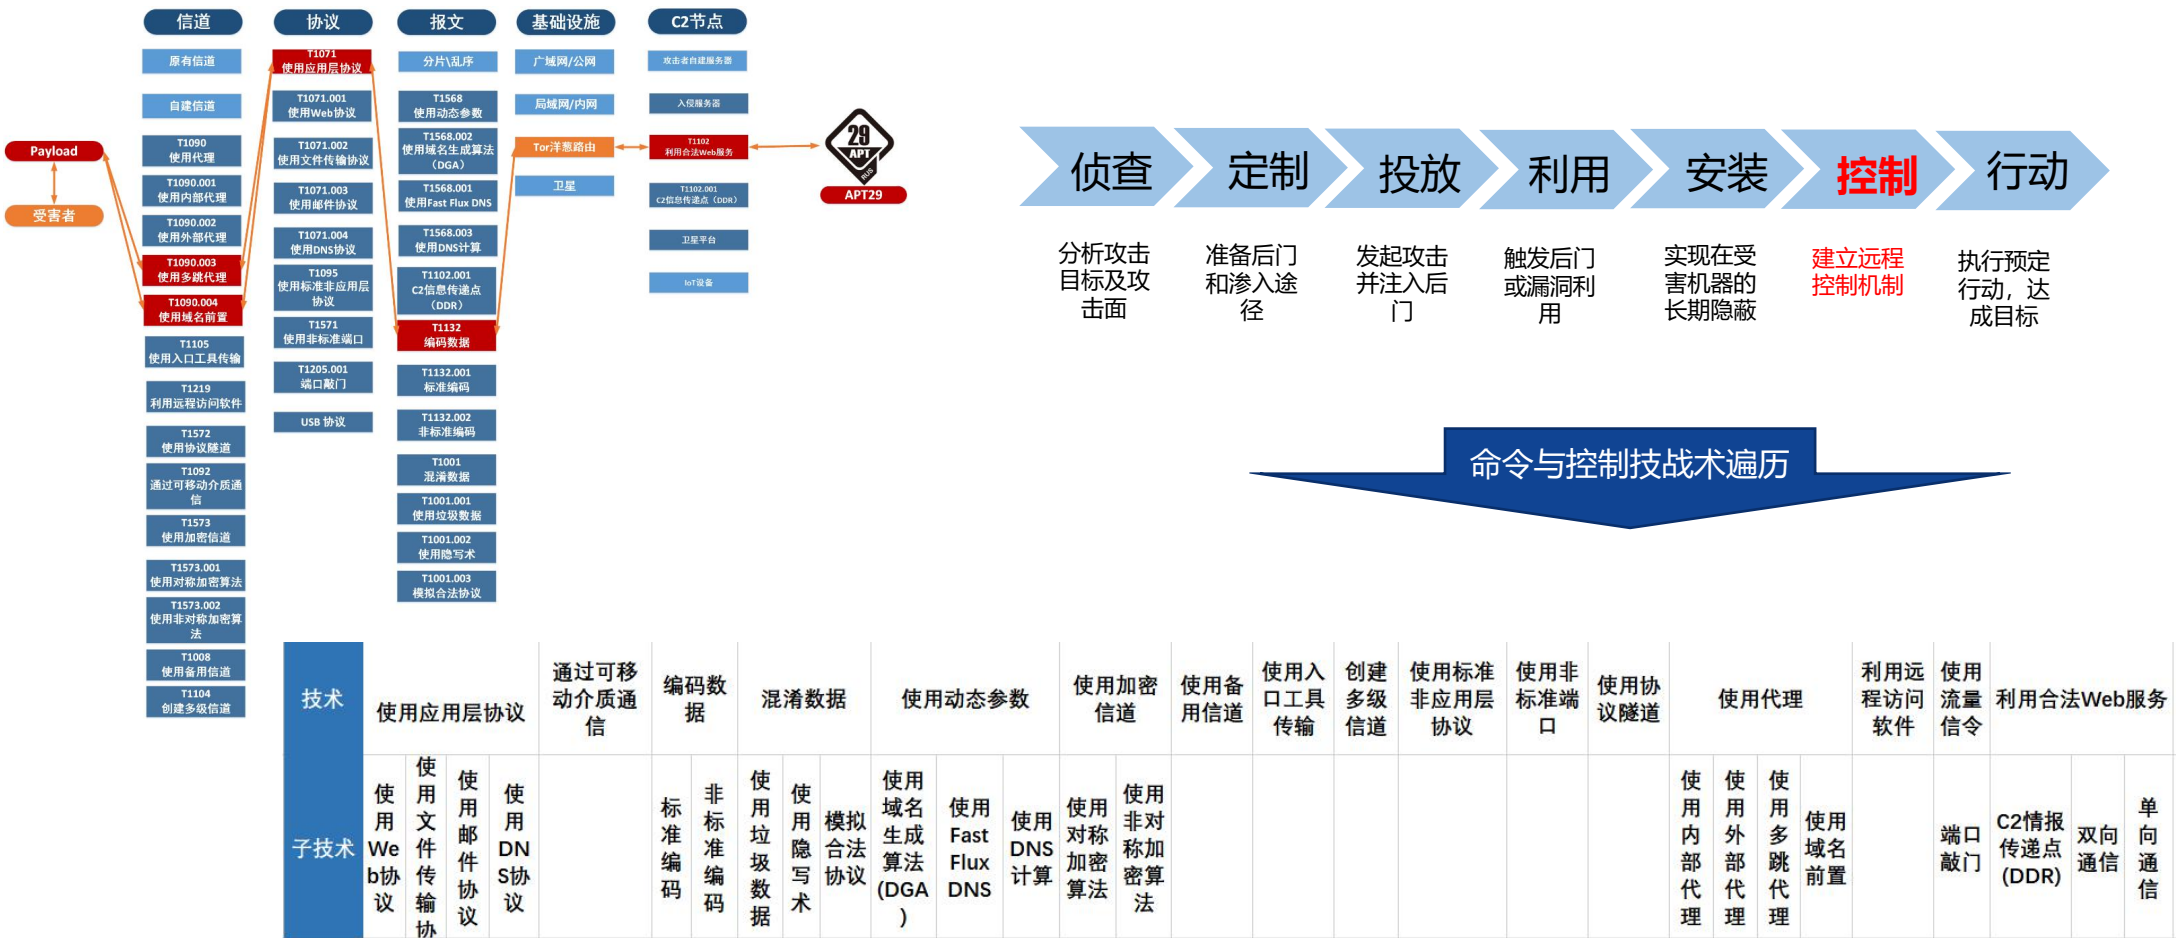 信道
原有信道
自建信道
T1090
使用代理
T1090.001
使用内部代理
T1090.002
使用外部代理
T1090.003
使用多跳代理
T1090.004
使用域名前置
T1105
使用入口工具传输
T1219
利用远程访问软件
T1572
使用协议隧道
T1092
通过可移动介质通
信
T1573
使用加密信道
T1573.001
使用对称加密算法
T1573.002
使用非对称加密算
法
T1008
使用备用信道
T1104
创建多级信道
Payload
受害者
协议
T1071
使用应用层协议
T1071.001
使用Web协议
T1071.002
使用文件传输协议
T1071.003
使用邮件协议
T1071.004
使用DNS协议
T1095
使用标准非应用层
协议
T1571
使用非标准端口
T1205.001
端口敲门
USB 协议
报文
分片\乱序
T1568
使用动态参数
T1568.002
使用域名生成算法
（DGA）
T1568.001
使用Fast Flux DNS
T1568.003
使用DNS计算
T1102.001
C2信息传递点
（DDR）
T1132
编码数据
T1132.001
标准编码
T1132.002
非标准编码
T1001
混淆数据
T1001.001
使用垃圾数据
T1001.002
使用隐写术
T1001.003
模拟合法协议
基础设施
广域网/公网
局域网/内网
Tor洋葱路由
卫星
C2节点
攻击者自建服务器
入侵服务器
T1102
利用合法Web服务
T1102.001
C2信息传递点（DDR）
卫星平台
IoT设备
29
APT
RUS
APT29
侦查
定制
投放
利用
安装
控制
行动
分析攻击
目标及攻
击面
准备后门
和渗入途
径
发起攻击
并注入后
门
触发后门
或漏洞利
用
实现在受
害机器的
长期隐蔽
建立远程
控制机制
执行预定
行动，达
成目标
命令与控制技战术遍历
技术
使用应用层协议
通过可移
动介质通
信
编码数
据
混淆数据
使用动态参数
使用加密
信道
使用备
用信道
使用入
口工具
传输
创建
多级
信道
使用标准
非应用层
协议
使用非
标准端
口
使用协
议隧道
使用代理
利用远
程访问
软件
使用
流量
信令
利用合法Web服务
子技术
使
用
We
b协
议
使
用
文
件
传
输
协
使
用
邮
件
协
议
使
用
DN
S协
议
标
准
编
码
非
标
准
编
码
使
用
垃
圾
数
据
使
用
隐
写
术
模拟
合法
协议
使用
域名
生成
算法
(DGA
)
使用
Fast
Flux
DNS
使用
DNS
计算
使用
对称
加密
算法
使用
非对
称加
密算
法
使
用
内
部
代
理
使
用
外
部
代
理
使
用
多
跳
代
理
使用
域名
前置
端口
敲门
C2情报
传递点
(DDR)
双向
通信
单
向
通
信